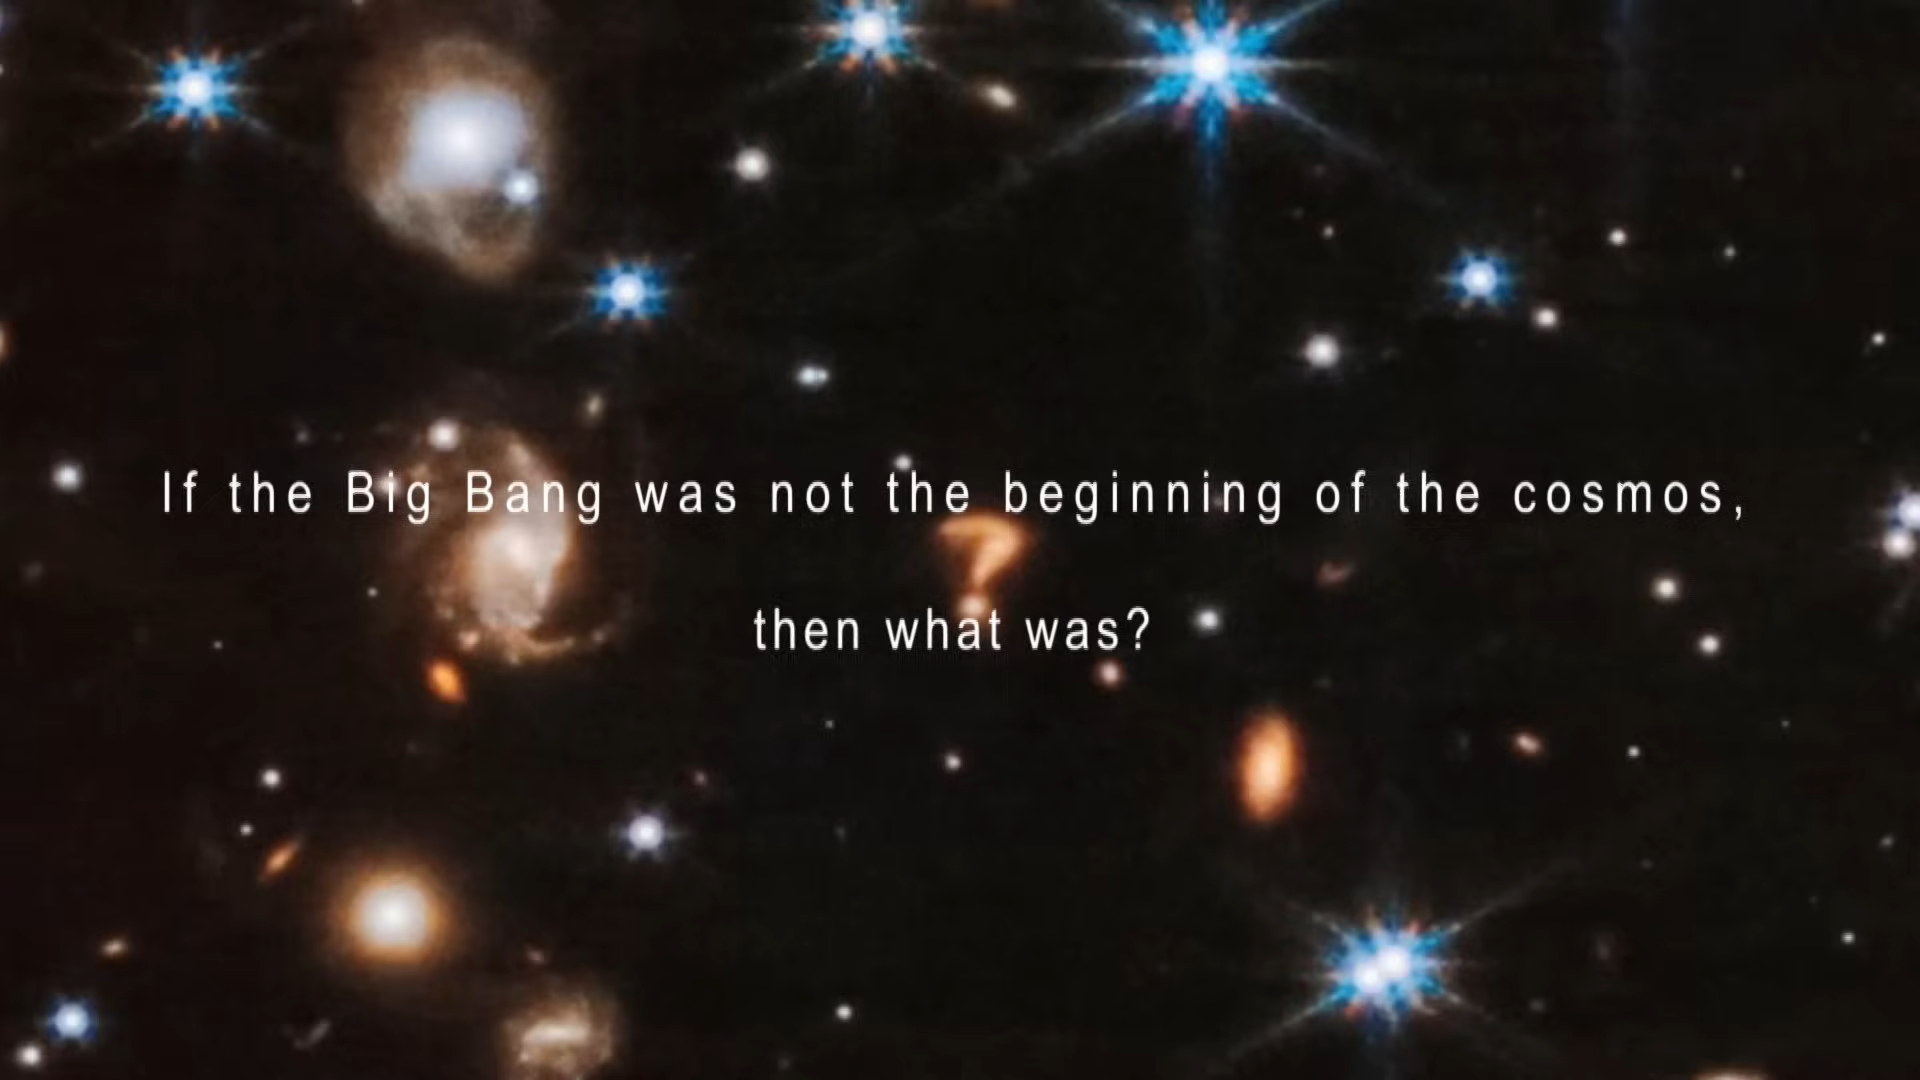 If the Big Bang was not the beginning of the cosmos,
then what was?